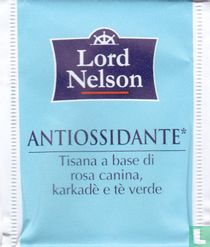 Lord
Nelson
ANTIOSSIDANTE*
Tisana a base di
rosa canina,
karkadè e tè verde